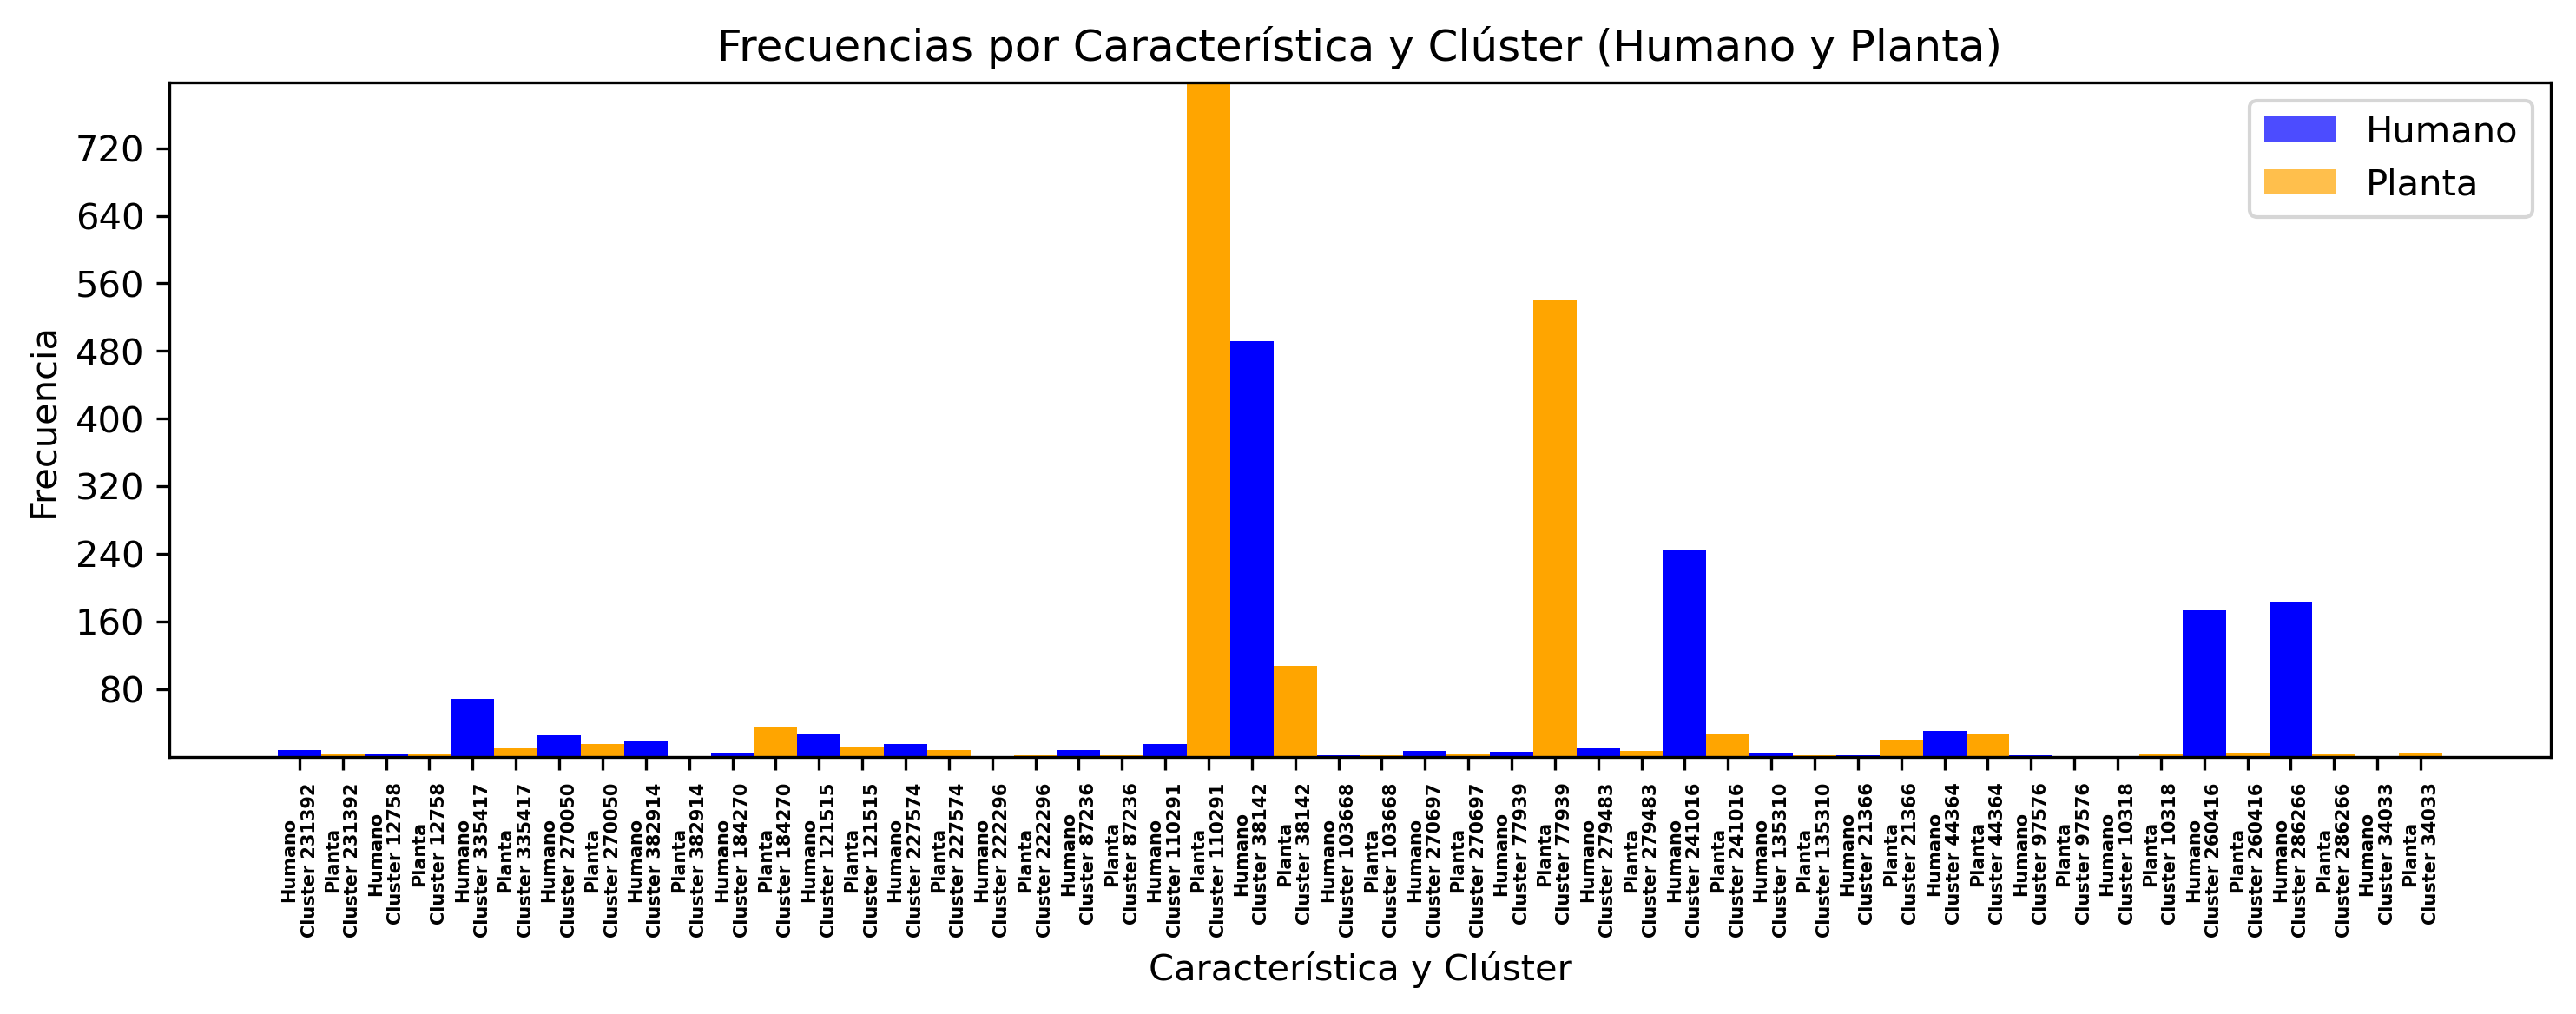 Frecuencias por Característica y Clúster (Humano y Planta)
Humano
Planta
Frecuencia
720
640
560
480
400
320
240
160
80
Humano
Cluster 231392
Planta
Cluster 231392
Humano
Cluster 12758
Planta
Cluster 12758
Humano
Cluster 335417
Planta
Cluster 335417
Humano
Cluster 270050
Planta
Cluster 270050
Humano
Cluster 382914
Planta
Cluster 382914
Humano
Cluster 184270
Planta
Cluster 184270
Humano
Cluster 121515
Planta
Cluster 121515
Humano
Cluster 227574
Planta
Cluster 227574
Humano
Cluster 222296
Planta
Cluster 222296
Humano
Cluster 87236
Planta
Cluster 87236
Humano
Cluster 110291
Planta
Cluster 110291
Humano
Cluster 38142
Planta
Cluster 38142
Humano
Cluster 103668
Planta
Cluster 103668
Humano
Cluster 270697
Planta
Cluster 270697
Humano
Cluster 77939
Planta
Cluster 77939
Humano
Cluster 279483
Planta
Cluster 279483
Humano
Cluster 241016
Planta
Cluster 241016
Humano
Cluster 135310
Planta
Cluster 135310
Humano
Cluster 21366
Planta
Cluster 21366
Humano
Cluster 44364
Planta
Cluster 44364
Humano
Cluster 97576
Planta
Cluster 97576
Humano
Cluster 10318
Planta
Cluster 10318
Humano
Cluster 260416
Planta
Cluster 260416
Humano
Cluster 286266
Planta
Cluster 286266
Humano
Cluster 34033
Planta
Cluster 34033
Característica y Clúster